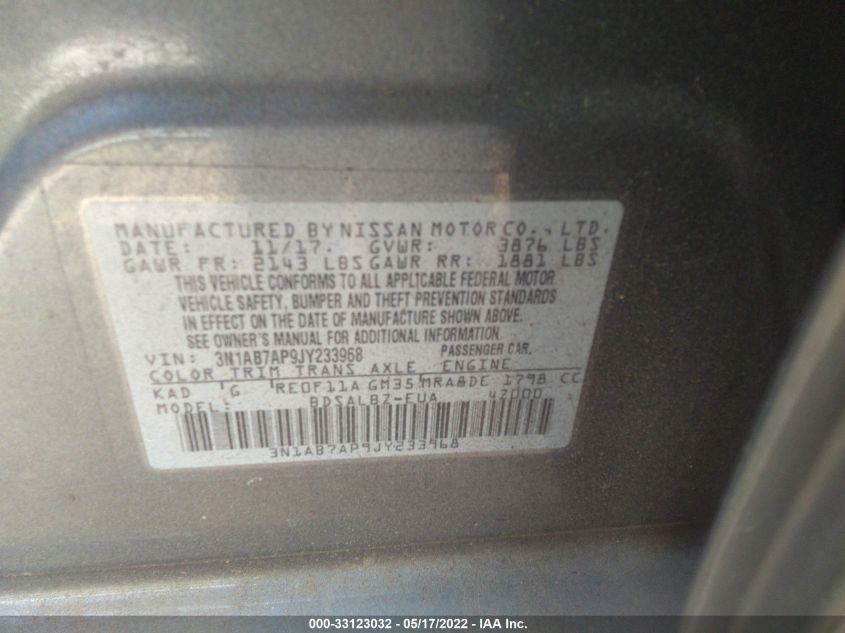 MANUFACTURED BY NISSAN MOTOR CO., LTD.
DATE: 11/17. GVWR: 3876 LBS
GAWR FR: 2143 LBS GAWR RR: 1881 LBS
THIS VEHICLE CONFORMS TO ALL APPLICABLE FEDERAL MOTOR
VEHICLE SAFETY, BUMPER AND THEFT PREVENTION STANDARDS
IN EFFECT ON THE DATE OF MANUFACTURE SHOWN ABOVE.
SEE OWNER'S MANUAL FOR ADDITIONAL INFORMATION.
VIN: 3N1AB7AP9JY233968 PASSENGER CAR.
COLOR TRIM TRANS AXLE ENGINE
KAD G RE0F11A GM35 MRA8DE 1798 CC
MODEL: BDSALBZ-EUA 42000
3N1AB7AP9JY233968
000-33123032 - 05/17/2022 - IAA Inc.